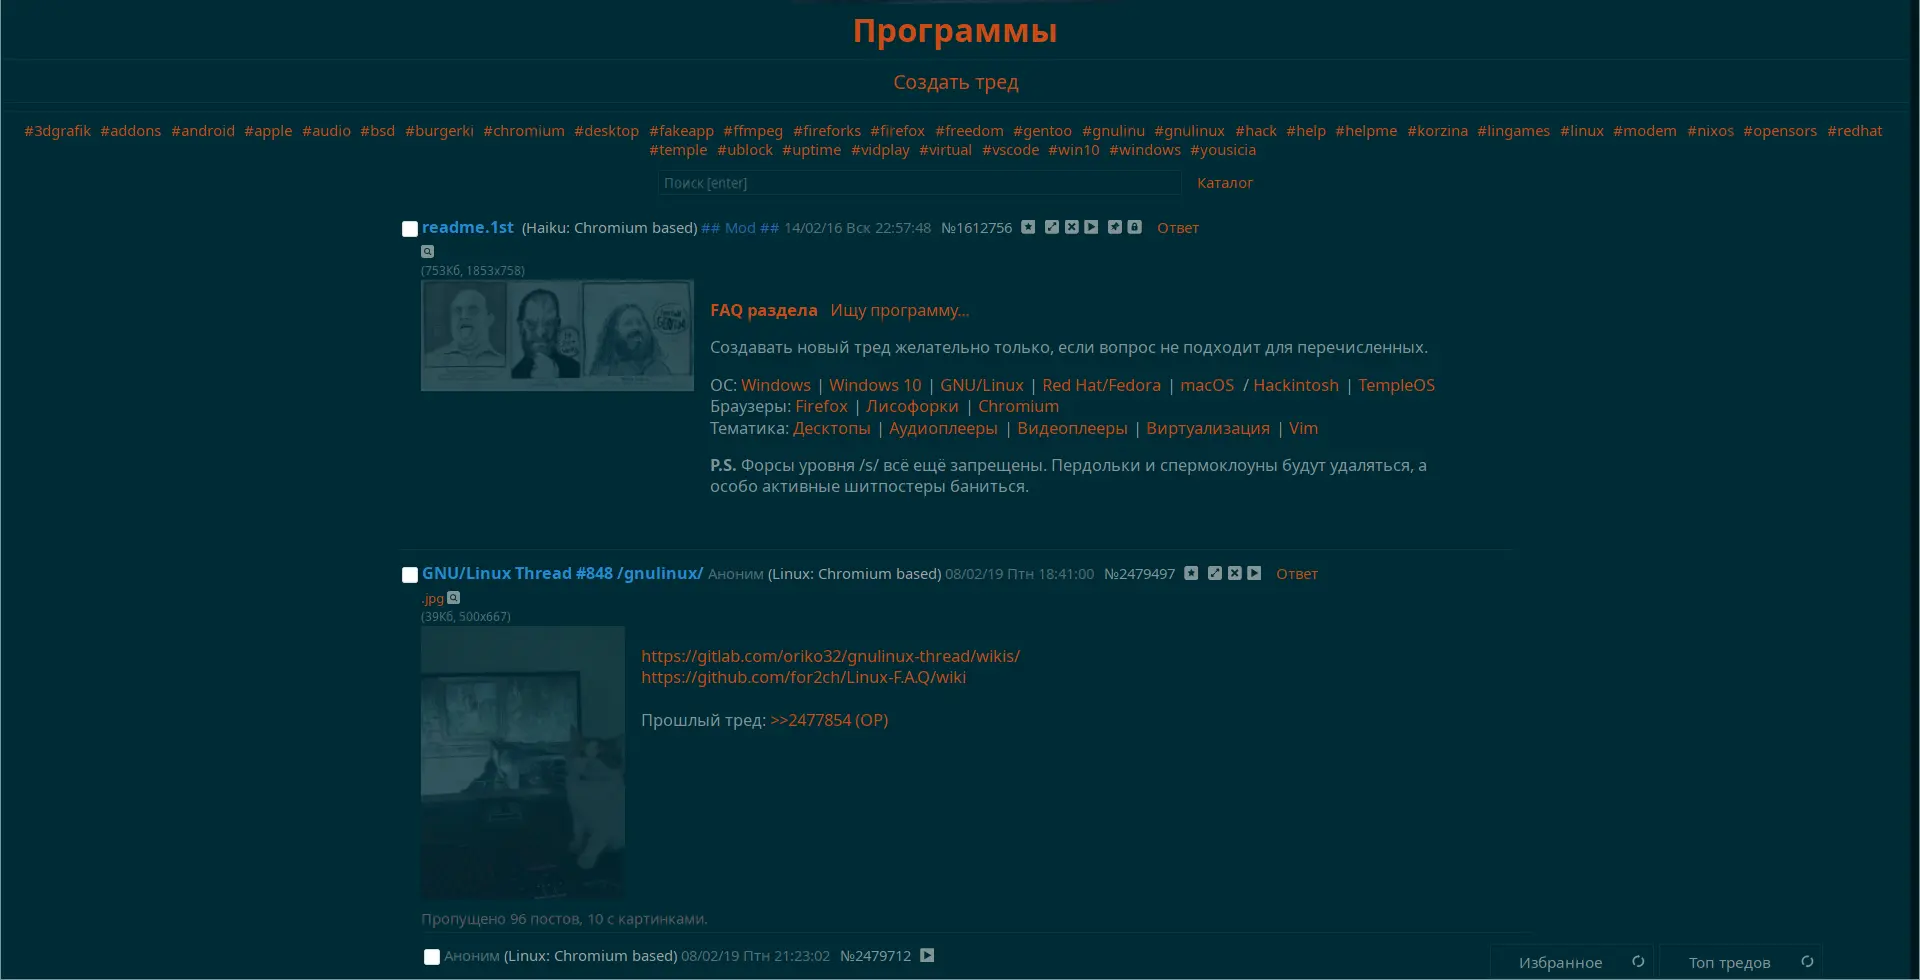 Программы
Создать тред
#3dgrafik #addons #android #apple #audio #bsd #burgerki #chromium #desktop #fakeapp #ffmpeg #fireforks #firefox #freedom #gentoo #gnulinu #gnulinux #hack #help #helpme #korzina #lingames #linux #modem #nixos #opensors #redhat
#temple #ublock #uptime #vidplay #virtual #vscode #win10 #windows #yousicia
Поиск [enter] Каталог
readme.1st (Haiku: Chromium based) ## Mod ## 14/02/16 Вск 22:57:48 №1612756 Ответ
(753Кб, 1853x758)
FAQ раздела Ищу программу...
Создавать новый тред желательно только, если вопрос не подходит для перечисленных.
ОС: Windows | Windows 10 | GNU/Linux | Red Hat/Fedora | macOS / Hackintosh | TempleOS
Браузеры: Firefox | Лисофорки | Chromium
Тематика: Десктопы | Аудиоплееры | Видеоплееры | Виртуализация | Vim
P.S. Форсы уровня /s/ всё ещё запрещены. Пердольки и спермоклоуны будут удаляться, а
особо активные шитпостеры баниться.
GNU/Linux Thread #848 /gnulinux/ Аноним (Linux: Chromium based) 08/02/19 Птн 18:41:00 №2479497 Ответ
.jpg
(39Кб, 500x667)
https://gitlab.com/oriko32/gnulinux-thread/wikis/
https://github.com/for2ch/Linux-F.A.Q/wiki
Прошлый тред: >>2477854 (OP)
Пропущено 96 постов, 10 с картинками.
Аноним (Linux: Chromium based) 08/02/19 Птн 21:23:02 №2479712
Избранное Топ тредов